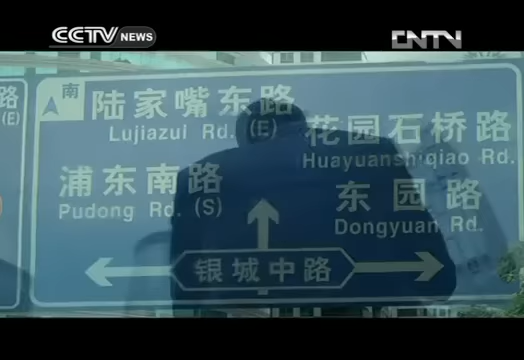 CCTV NEWS
CNTV
路
(E)
南
陆家嘴东路
Lujiazui Rd. (E)
花园石桥路
Huayuanshiqiao Rd.
浦东南路
Pudong Rd. (S)
东园路
Dongyuan Rd.
银城中路